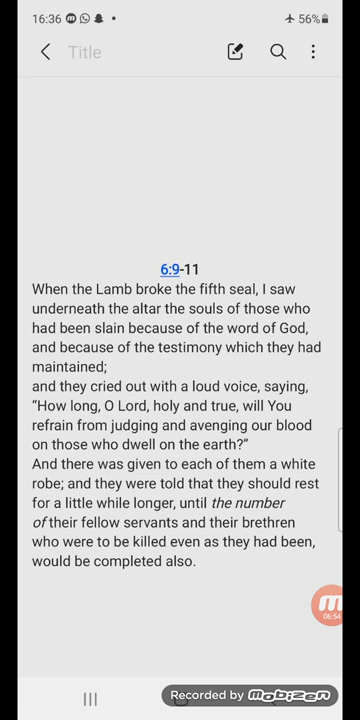 16:36 56%
Title
6:9-11
When the Lamb broke the fifth seal, I saw
underneath the altar the souls of those who
had been slain because of the word of God,
and because of the testimony which they had
maintained;
and they cried out with a loud voice, saying,
“How long, O Lord, holy and true, will You
refrain from judging and avenging our blood
on those who dwell on the earth?”
And there was given to each of them a white
robe; and they were told that they should rest
for a little while longer, until the number
of their fellow servants and their brethren
who were to be killed even as they had been,
would be completed also.
06:54
Recorded by mobizen